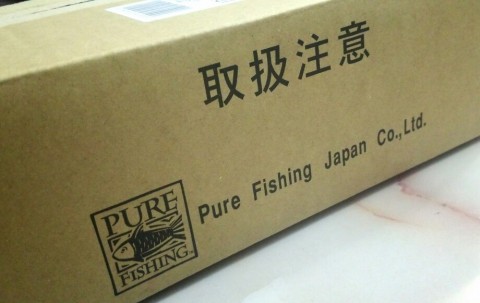 取扱注意
Pure Fishing Japan Co.,Ltd.
PURE
FISHING